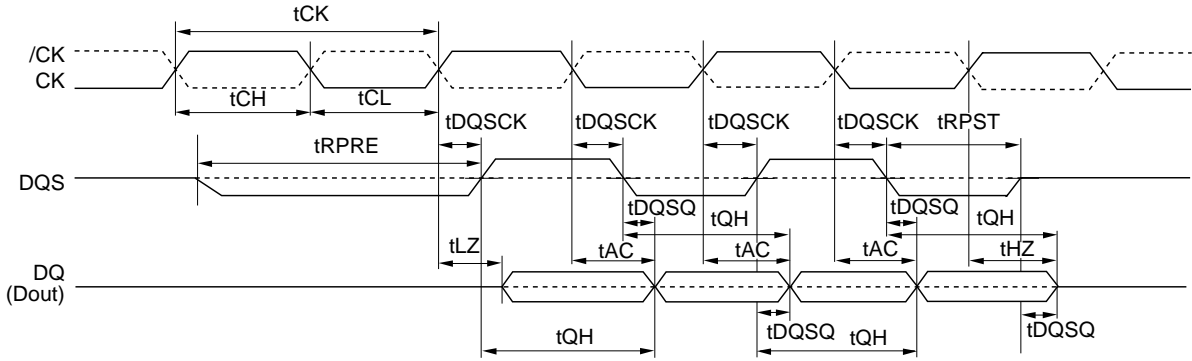 tCK
/CK
CK
tCH tCL
tDQSCK tDQSCK tDQSCK tDQSCK tRPST
tRPRE
DQS
tDQSQ tQH tDQSQ tQH
tLZ tAC tAC tAC tHZ
DQ
(Dout)
tDQSQ tDQSQ
tQH tQH